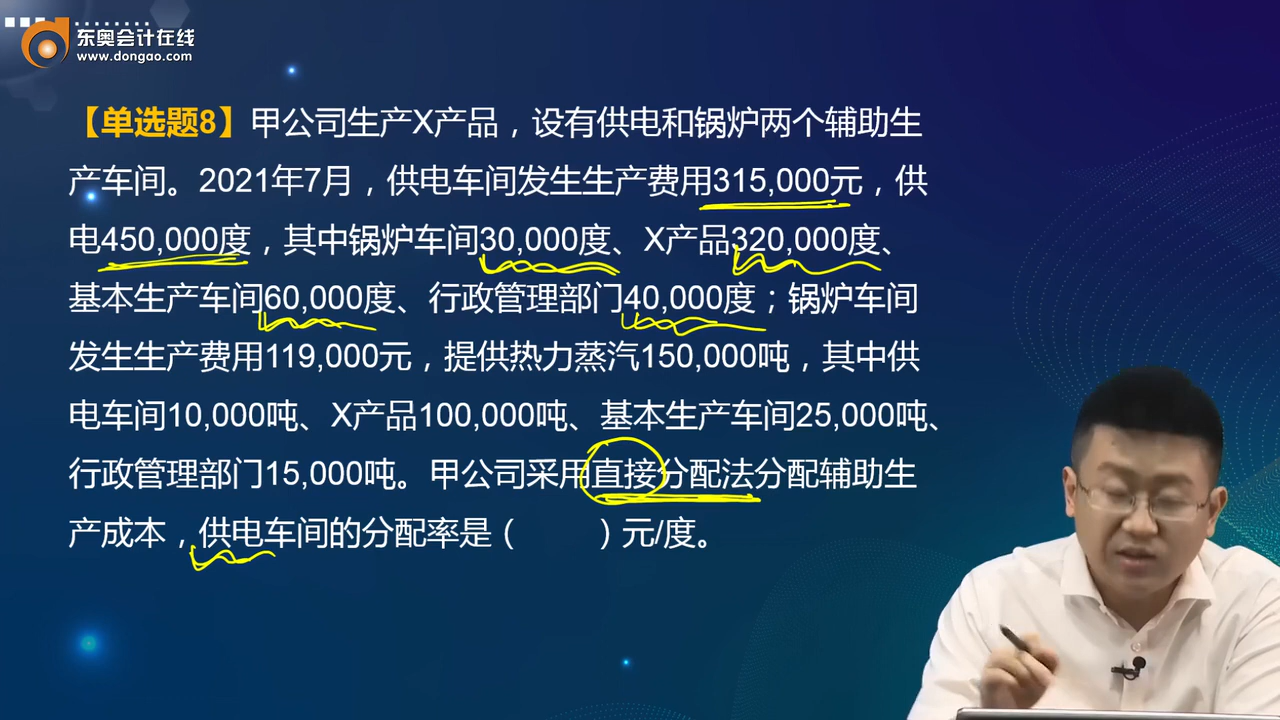 东奥会计在线
www.dongao.com
【单选题8】甲公司生产X产品，设有供电和锅炉两个辅助生
产车间。2021年7月，供电车间发生生产费用315,000元，供
电450,000度，其中锅炉车间30,000度、X产品320,000度、
基本生产车间60,000度、行政管理部门40,000度；锅炉车间
发生生产费用119,000元，提供热力蒸汽150,000吨，其中供
电车间10,000吨、X产品100,000吨、基本生产车间25,000吨、
行政管理部门15,000吨。甲公司采用直接分配法分配辅助生
产成本，供电车间的分配率是（　　）元/度。